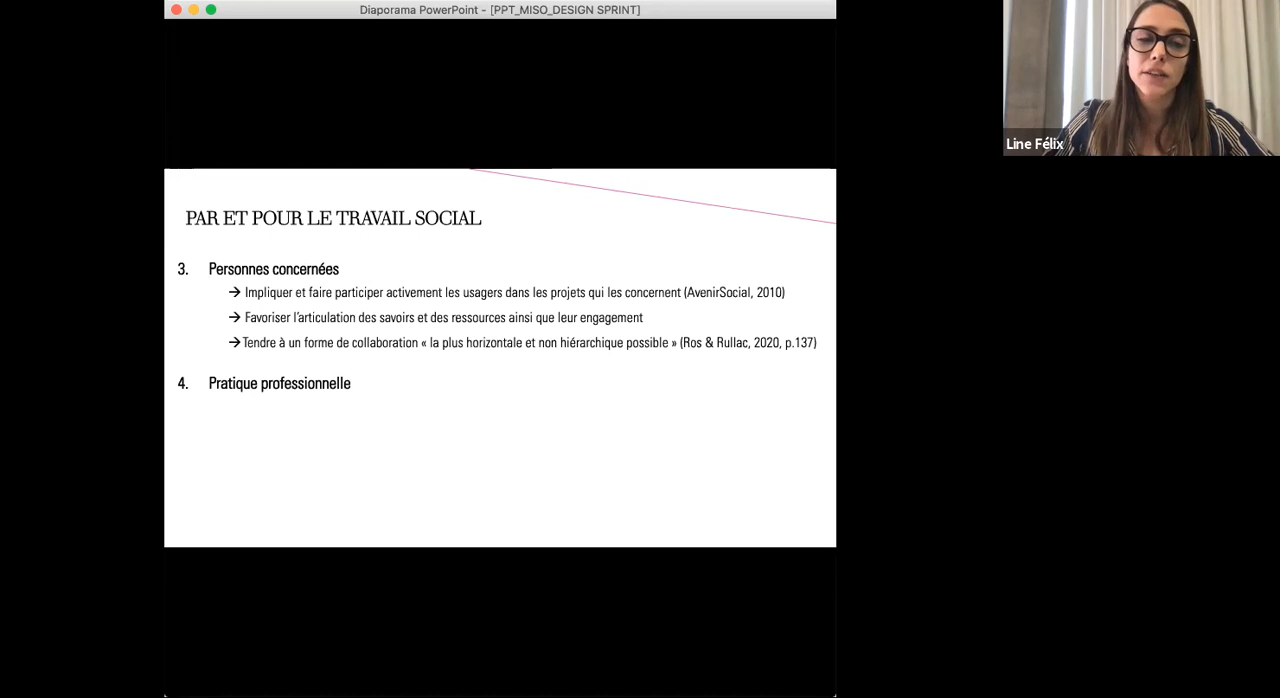 Diaporama PowerPoint - [PPT_MISO_DESIGN SPRINT]
Line Félix
PAR ET POUR LE TRAVAIL SOCIAL
3. Personnes concernées
→ Impliquer et faire participer activement les usagers dans les projets qui les concernent (AvenirSocial, 2010)
→ Favoriser l'articulation des savoirs et des ressources ainsi que leur engagement
→Tendre à un forme de collaboration « la plus horizontale et non hiérarchique possible » (Ros & Rullac, 2020, p.137)
4. Pratique professionnelle